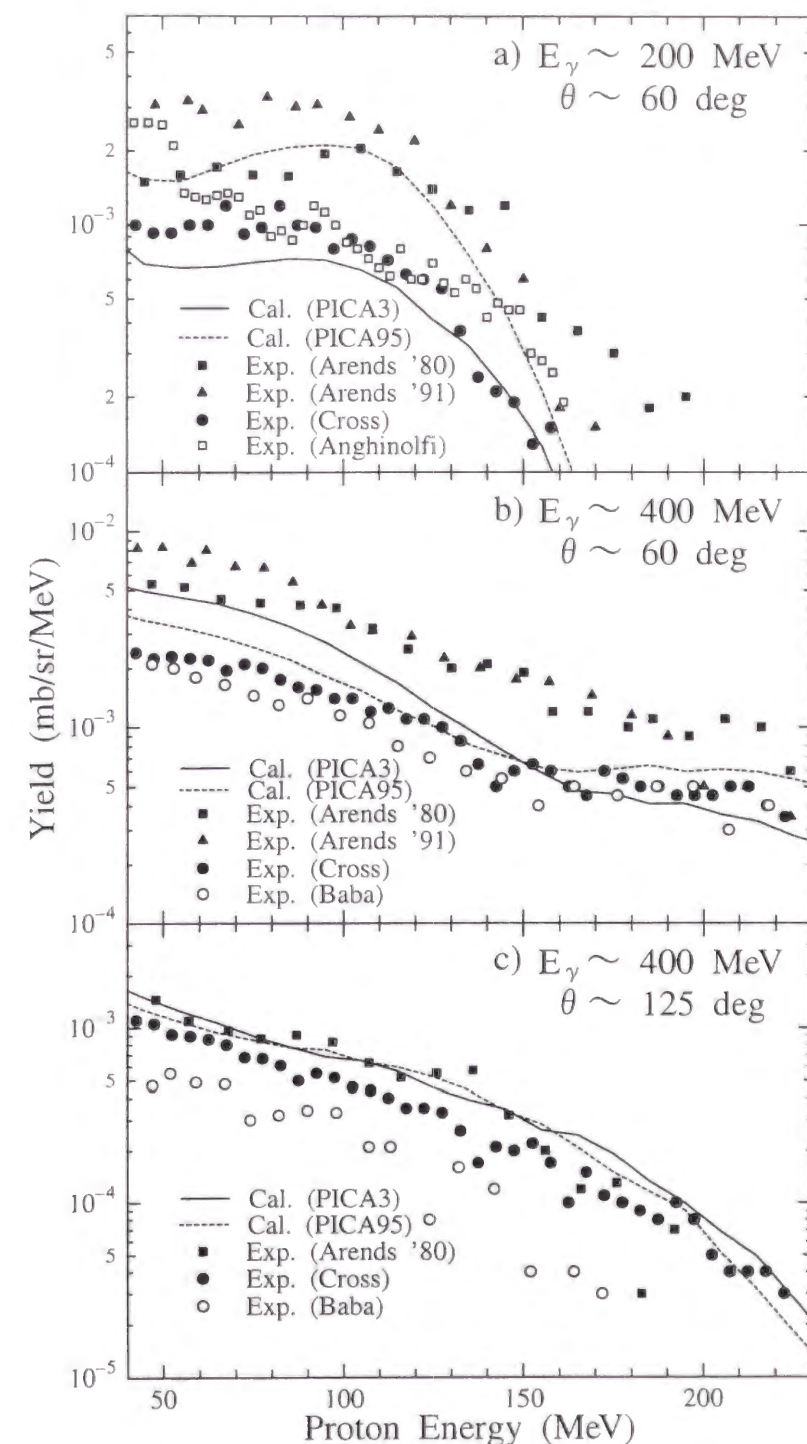 a) Eγ ~ 200 MeV
θ ~ 60 deg
5
2
10⁻³
5
2
10⁻⁴
Cal. (PICA3)
Cal. (PICA95)
Exp. (Arends '80)
Exp. (Arends '91)
Exp. (Cross)
Exp. (Anghinolfi)
b) Eγ ~ 400 MeV
θ ~ 60 deg
10⁻²
5
10⁻³
5
10⁻⁴
Cal. (PICA3)
Cal. (PICA95)
Exp. (Arends '80)
Exp. (Arends '91)
Exp. (Cross)
Exp. (Baba)
Yield (mb/sr/MeV)
c) Eγ ~ 400 MeV
θ ~ 125 deg
10⁻³
5
10⁻⁴
5
10⁻⁵
Cal. (PICA3)
Cal. (PICA95)
Exp. (Arends '80)
Exp. (Cross)
Exp. (Baba)
50 100 150 200
Proton Energy (MeV)